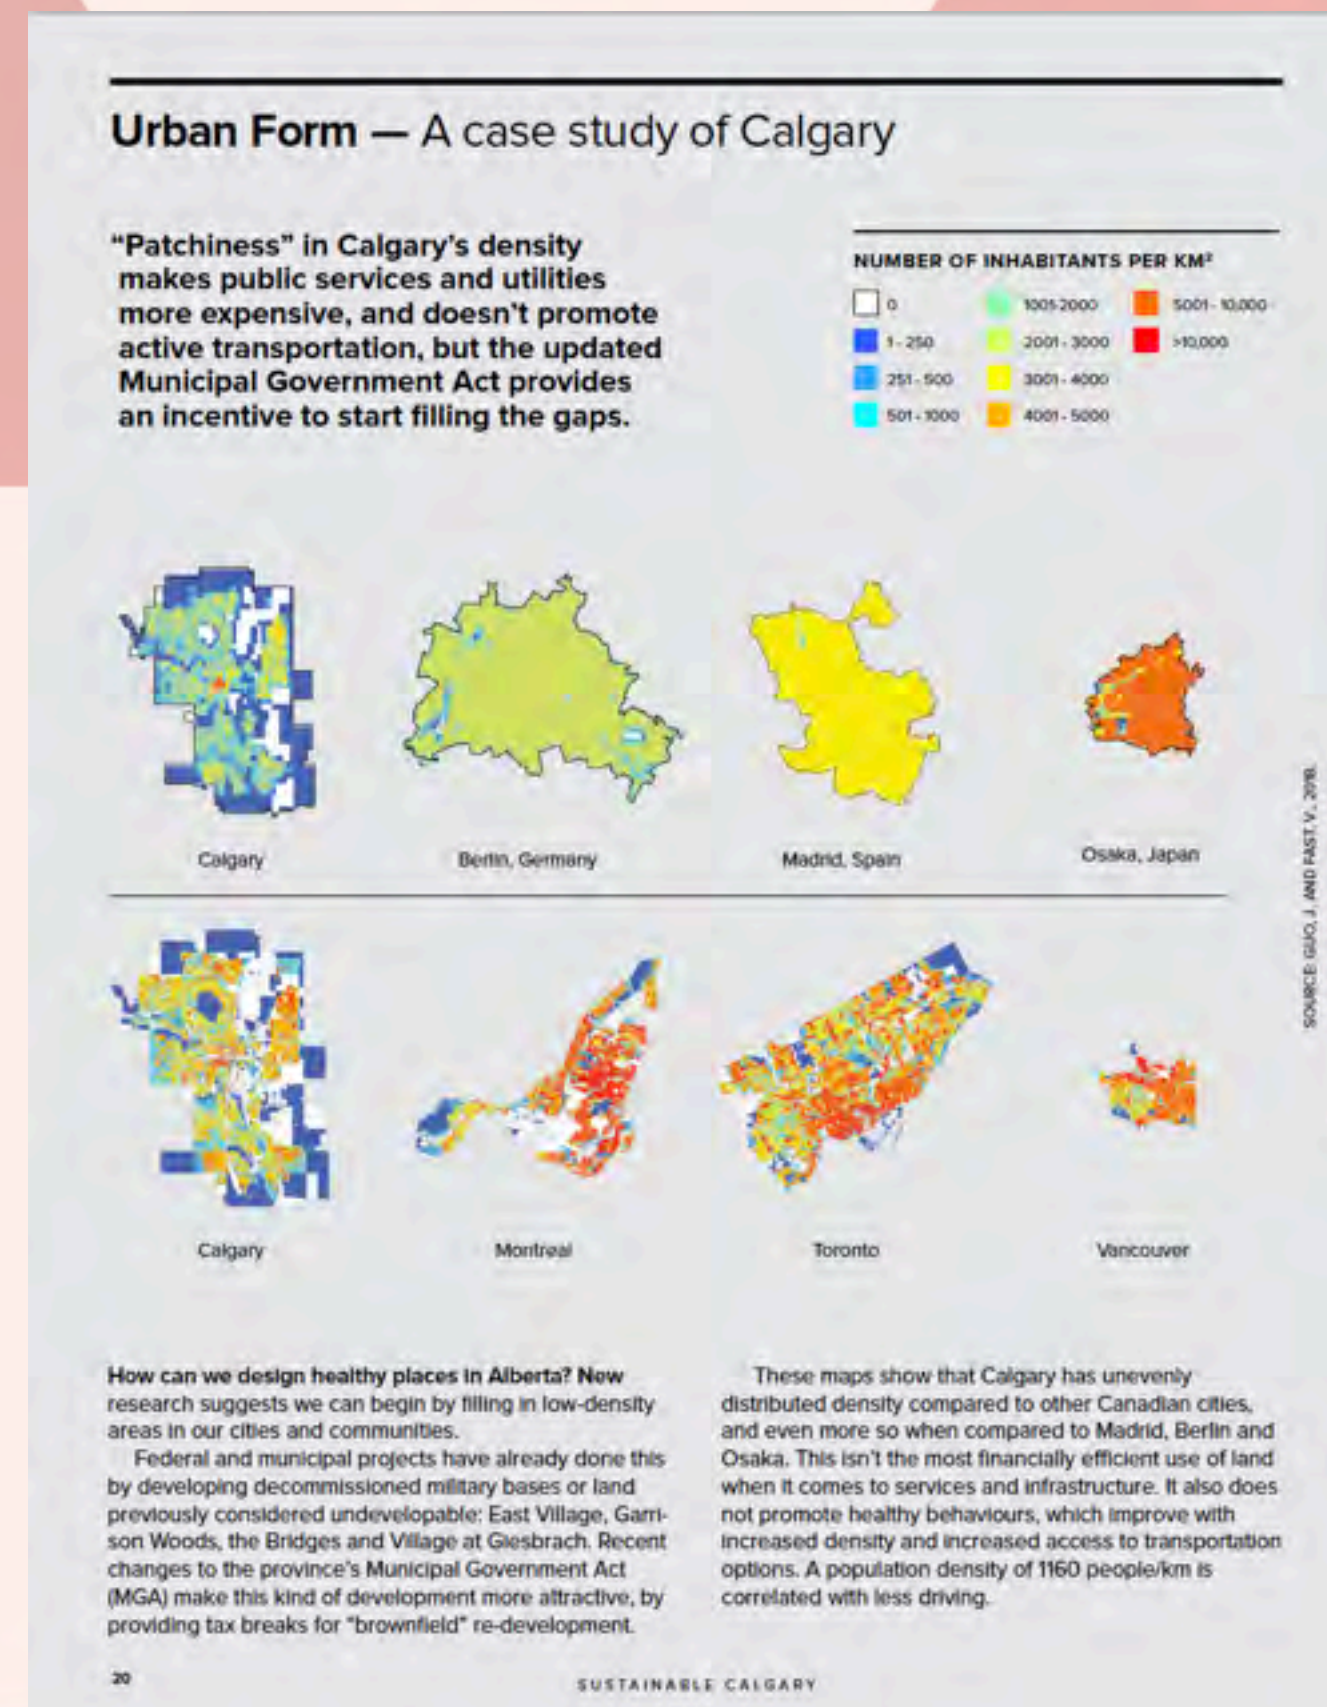 Urban Form — A case study of Calgary
“Patchiness” in Calgary’s density
makes public services and utilities
more expensive, and doesn’t promote
active transportation, but the updated
Municipal Government Act provides
an incentive to start filling the gaps.
NUMBER OF INHABITANTS PER KM²
0
1 - 250
251 - 500
501 - 1000
1001-2000
2001 - 3000
3001 - 4000
4001 - 5000
5001 - 10,000
>10,000
Calgary
Berlin, Germany
Madrid, Spain
Osaka, Japan
SOURCE: GUO, J. AND FAST, V., 2018.
Calgary
Montreal
Toronto
Vancouver
How can we design healthy places in Alberta? New
research suggests we can begin by filling in low-density
areas in our cities and communities.
Federal and municipal projects have already done this
by developing decommissioned military bases or land
previously considered undevelopable: East Village, Garri-
son Woods, the Bridges and Village at Giesbrach. Recent
changes to the province’s Municipal Government Act
(MGA) make this kind of development more attractive, by
providing tax breaks for "brownfield" re-development.
These maps show that Calgary has unevenly
distributed density compared to other Canadian cities,
and even more so when compared to Madrid, Berlin and
Osaka. This isn’t the most financially efficient use of land
when it comes to services and infrastructure. It also does
not promote healthy behaviours, which improve with
increased density and increased access to transportation
options. A population density of 1160 people/km is
correlated with less driving.
20
SUSTAINABLE CALGARY